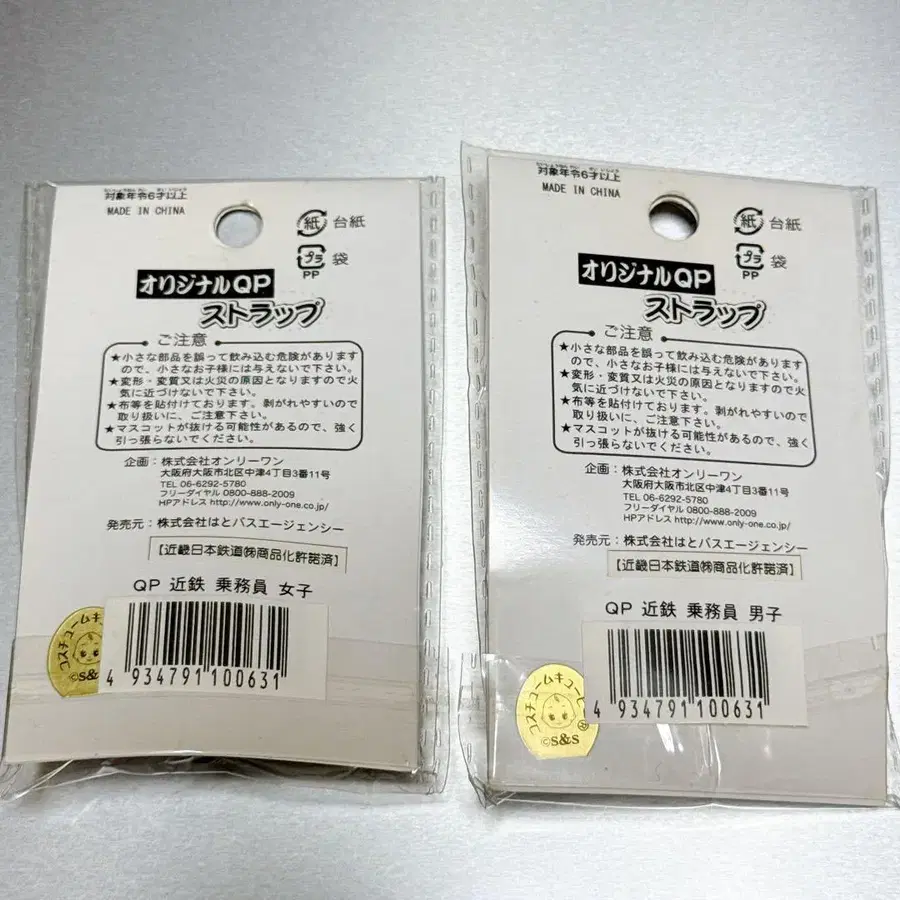 対象年令6才以上
MADE IN CHINA
紙 台紙
プラ 袋
PP
オリジナルQP
ストラップ
ご注意
★小さな部品を誤って飲み込む危険があります
ので、小さなお子様には与えないで下さい。
★変形・変質又は火災の原因となりますので火
気に近づけないで下さい。
★布等を貼付けております。剥がれやすいので
取り扱いに、ご注意下さい。
★マスコットが抜ける可能性があるので、強く
引っ張らないでください。
企画：株式会社オンリーワン
大阪府大阪市北区中津4丁目3番11号
TEL 06-6292-5780
フリーダイヤル 0800-888-2009
HPアドレス http://www.only-one.co.jp/
発売元：株式会社はとバスエージェンシー
【近畿日本鉄道㈱商品化許諾済】
QP 近鉄 乗務員 女子
コスチュームキュー
©S&S
4 934791 100631
対象年令6才以上
MADE IN CHINA
紙 台紙
プラ 袋
PP
オリジナルQP
ストラップ
ご注意
★小さな部品を誤って飲み込む危険があります
ので、小さなお子様には与えないで下さい。
★変形・変質又は火災の原因となりますので火
気に近づけないで下さい。
★布等を貼付けております。剥がれやすいので
取り扱いに、ご注意下さい。
★マスコットが抜ける可能性があるので、強く
引っ張らないでください。
企画：株式会社オンリーワン
大阪府大阪市北区中津4丁目3番11号
TEL 06-6292-5780
フリーダイヤル 0800-888-2009
HPアドレス http://www.only-one.co.jp/
発売元：株式会社はとバスエージェンシー
【近畿日本鉄道㈱商品化許諾済】
QP 近鉄 乗務員 男子
コスチュームキューピー®
©S&S
4 934791 100631